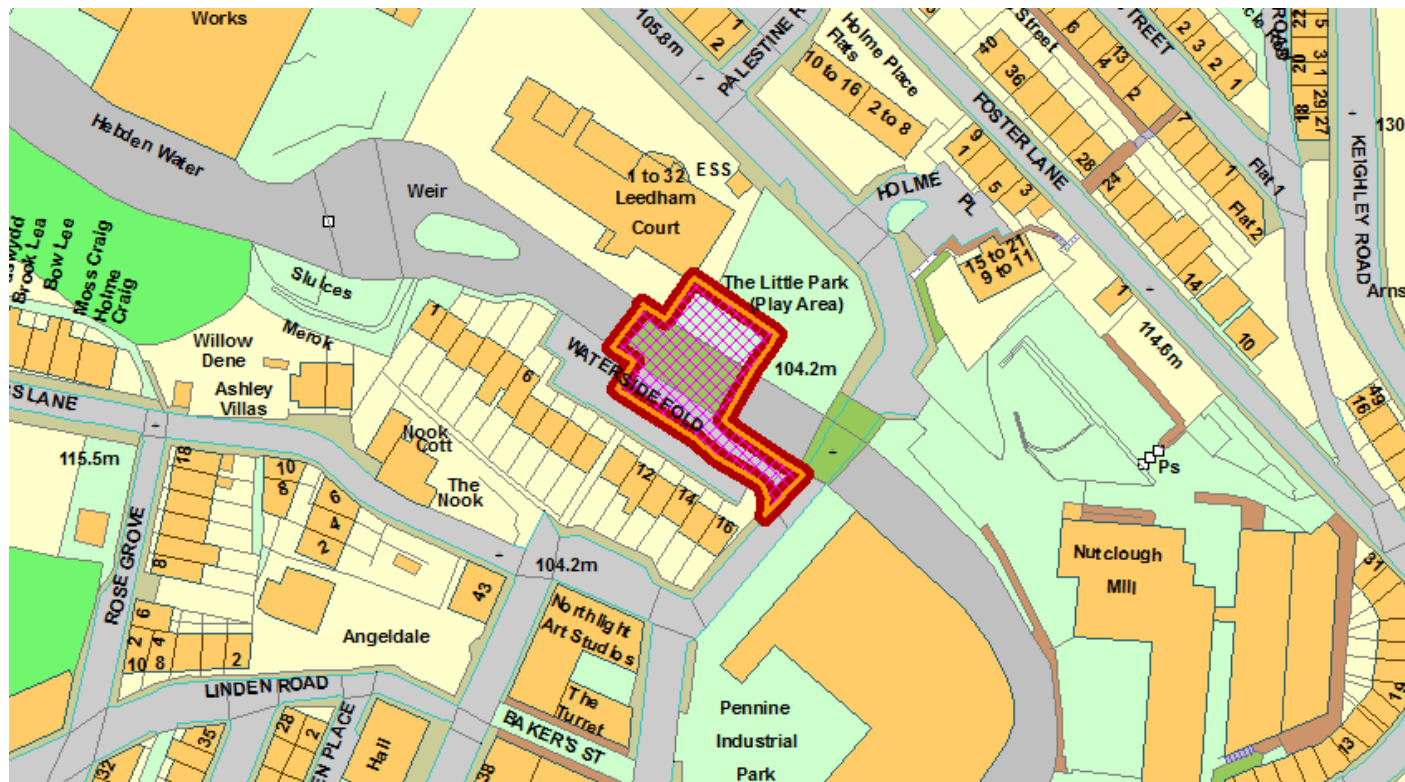 Works
105.8m
1
2
PALESTINE R
Holme Place
Flats
10 to 16
2 to 8
40
36
Street
6
4
13
2
STREET
2
3
2
1
ROAD
22
20
18
5
3
1
29
27
KEIGHLEY ROAD
130
Hebden Water
Weir
1 to 32
Leedham
Court
ESS
FOSTER LANE
9
1
5
3
HOLME
PL
28
24
7
1
Flat 1
Flat 2
15 to 21
9 to 11
1
14
10
Arns
114.6m
49
16
Brook Lea
Bow Lee
Moss Craig
Holme
Craig
Sluices
Merok
Willow
Dene
Ashley
Villas
The Little Park
(Play Area)
104.2m
1
6
WATERSIDE FOLD
12
14
16
S LANE
115.5m
Nook
Cott
The
Nook
18
8
10
8
6
4
2
ROSE GROVE
104.2m
43
Ps
Nutclough
Mill
31
19
13
6
2
4
10
8
2
Angeldale
Northlight
Art Studios
The
Turret
LINDEN ROAD
BAKER'S ST
Pennine
Industrial
Park
28
2
35
32
EN PLACE
Hall
38